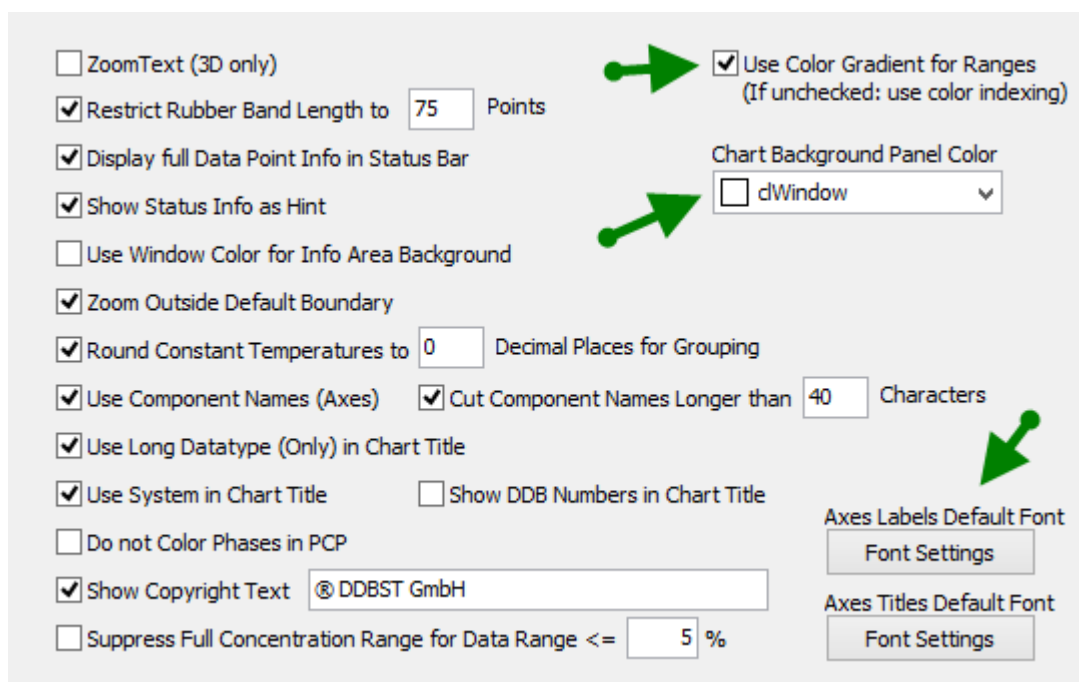 ZoomText (3D only)
Use Color Gradient for Ranges
(If unchecked: use color indexing)
Restrict Rubber Band Length to 75 Points
Display full Data Point Info in Status Bar
Chart Background Panel Color
clWindow
Show Status Info as Hint
Use Window Color for Info Area Background
Zoom Outside Default Boundary
Round Constant Temperatures to 0 Decimal Places for Grouping
Use Component Names (Axes) Cut Component Names Longer than 40 Characters
Use Long Datatype (Only) in Chart Title
Use System in Chart Title Show DDB Numbers in Chart Title
Axes Labels Default Font
Font Settings
Do not Color Phases in PCP
Show Copyright Text ® DDBST GmbH
Axes Titles Default Font
Font Settings
Suppress Full Concentration Range for Data Range <= 5 %